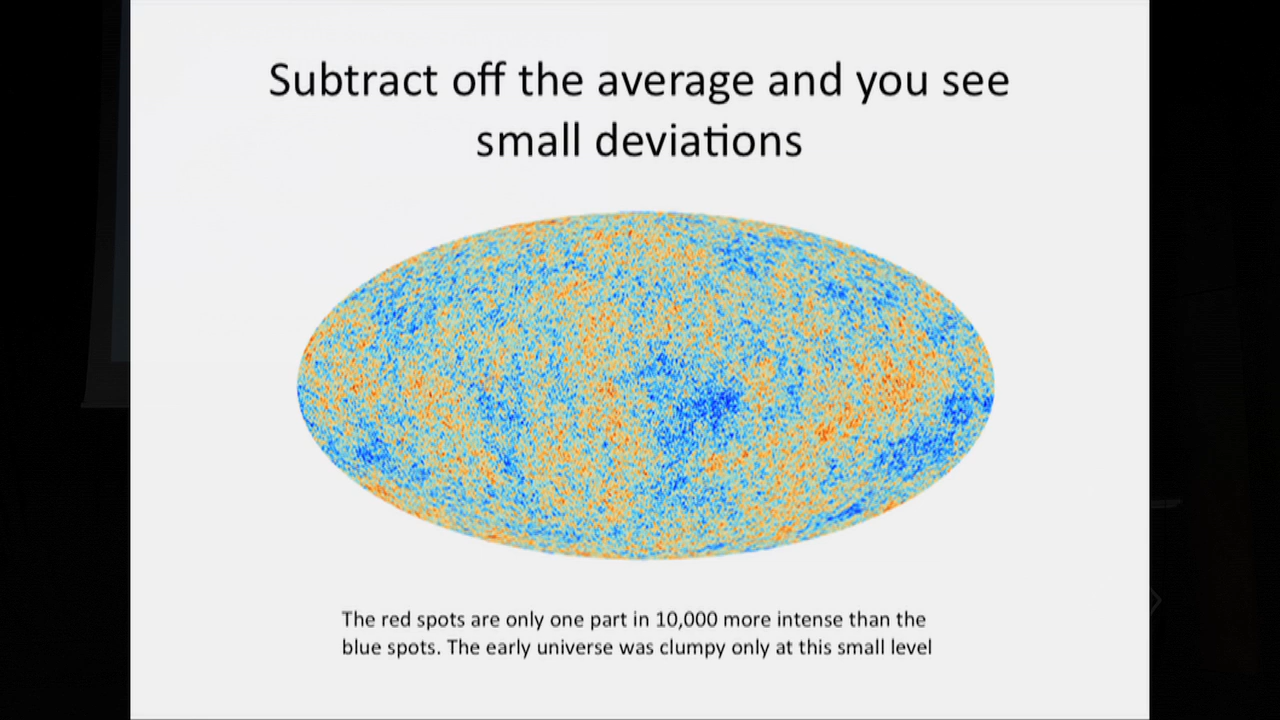 Subtract off the average and you see
small deviations
The red spots are only one part in 10,000 more intense than the
blue spots. The early universe was clumpy only at this small level